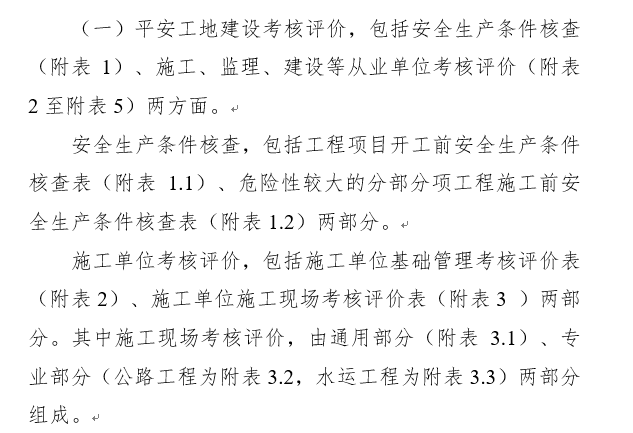 （一）平安工地建设考核评价，包括安全生产条件核查
（附表 1）、施工、监理、建设等从业单位考核评价（附表
2 至附表 5）两方面。
安全生产条件核查，包括工程项目开工前安全生产条件
核查表（附表 1.1）、危险性较大的分部分项工程施工前安
全生产条件核查表（附表 1.2）两部分。
施工单位考核评价，包括施工单位基础管理考核评价表
（附表 2）、施工单位施工现场考核评价表（附表 3 ）两部
分。其中施工现场考核评价，由通用部分（附表 3.1）、专
业部分（公路工程为附表 3.2，水运工程为附表 3.3）两部分
组成。